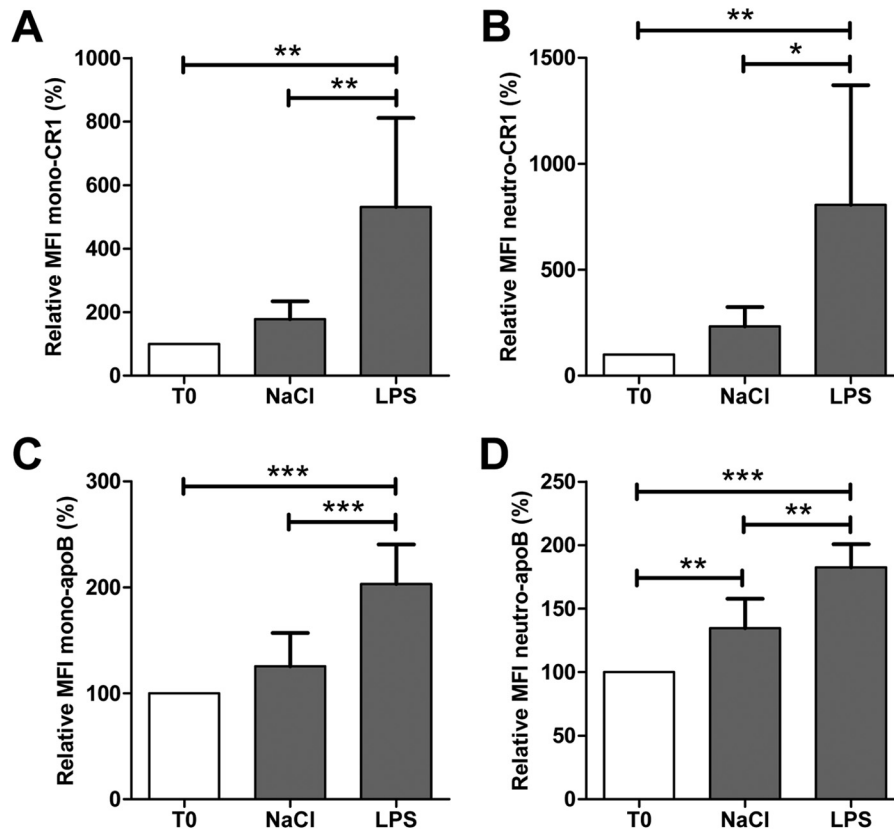 A
Relative MFI mono-CR1 (%)
1000
800
600
400
200
0
**
**
T0 NaCl LPS
B
Relative MFI neutro-CR1 (%)
1500
1000
500
0
**
*
T0 NaCl LPS
C
Relative MFI mono-apoB (%)
300
200
100
0
***
***
T0 NaCl LPS
D
Relative MFI neutro-apoB (%)
250
200
150
100
50
0
***
**
**
T0 NaCl LPS